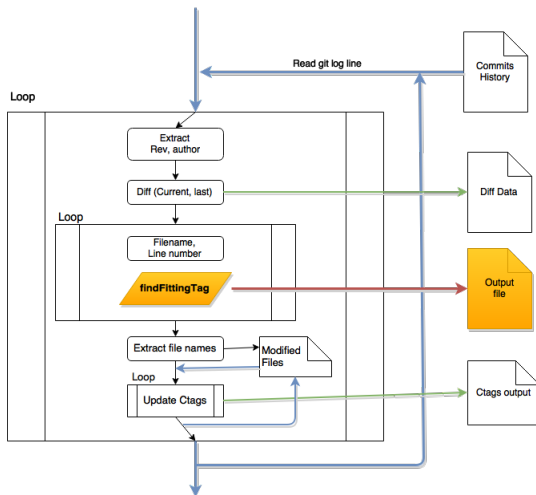 Read git log line
Commits
History
Loop
Extract
Rev, author
Diff (Current, last)
Diff Data
Loop
Filename,
Line number
findFittingTag
Output
file
Extract file names
Modified
Files
Loop
Update Ctags
Ctags output